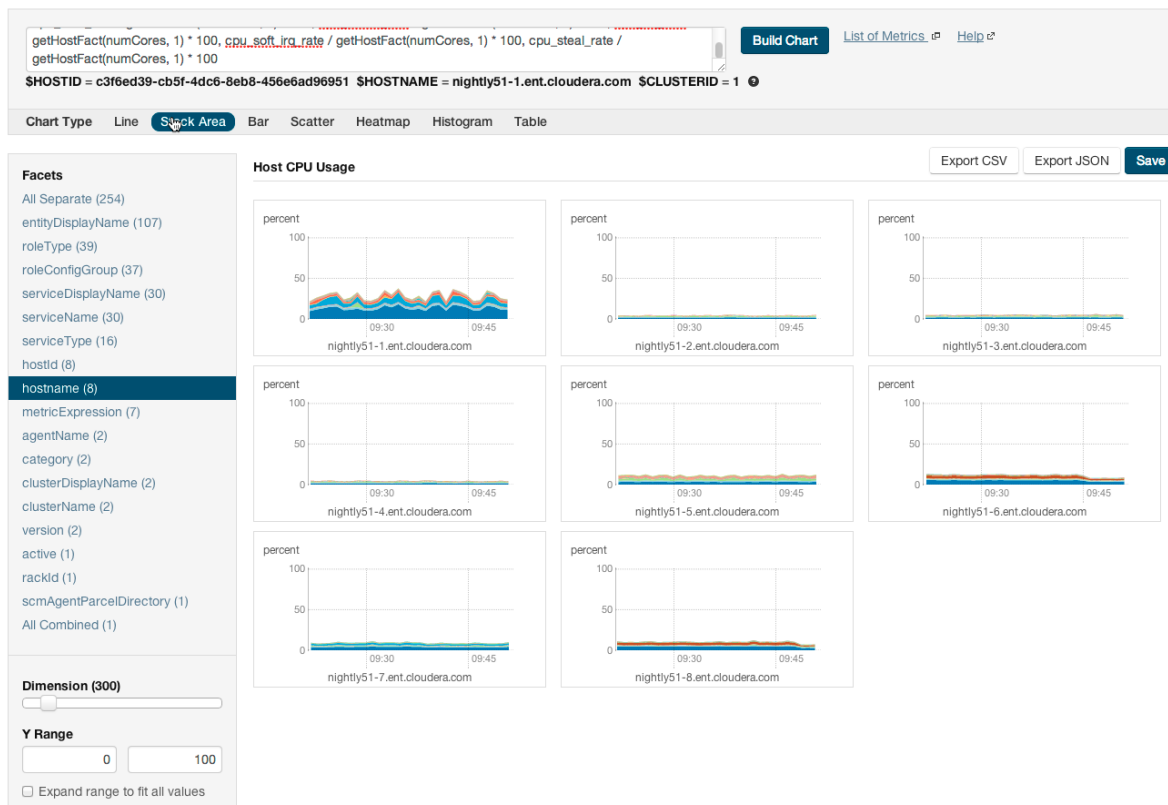 getHostFact(numCores, 1) * 100, cpu_soft_irq_rate / getHostFact(numCores, 1) * 100, cpu_steal_rate /
getHostFact(numCores, 1) * 100
Build Chart
List of Metrics
Help
$HOSTID = c3f6ed39-cb5f-4dc6-8eb8-456e6ad96951 $HOSTNAME = nightly51-1.ent.cloudera.com $CLUSTERID = 1
Chart Type Line Stack Area Bar Scatter Heatmap Histogram Table
Facets
All Separate (254)
entityDisplayName (107)
roleType (39)
roleConfigGroup (37)
serviceDisplayName (30)
serviceName (30)
serviceType (16)
hostId (8)
hostname (8)
metricExpression (7)
agentName (2)
category (2)
clusterDisplayName (2)
clusterName (2)
version (2)
active (1)
rackId (1)
scmAgentParcelDirectory (1)
All Combined (1)
Dimension (300)
Y Range
0 100
Expand range to fit all values
Host CPU Usage
Export CSV Export JSON Save
percent
100
50
0
09:30 09:45
nightly51-1.ent.cloudera.com
percent
100
50
0
09:30 09:45
nightly51-2.ent.cloudera.com
percent
100
50
0
09:30 09:45
nightly51-3.ent.cloudera.com
percent
100
50
0
09:30 09:45
nightly51-4.ent.cloudera.com
percent
100
50
0
09:30 09:45
nightly51-5.ent.cloudera.com
percent
100
50
0
09:30 09:45
nightly51-6.ent.cloudera.com
percent
100
50
0
09:30 09:45
nightly51-7.ent.cloudera.com
percent
100
50
0
09:30 09:45
nightly51-8.ent.cloudera.com